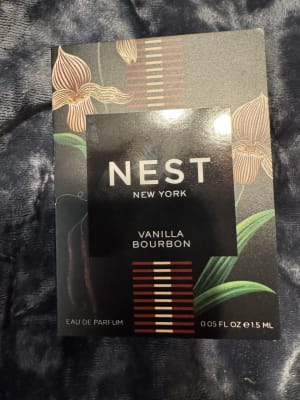 NEST
NEW YORK
VANILLA
BOURBON
EAU DE PARFUM
0.05 FL OZ ℮ 1.5 ML